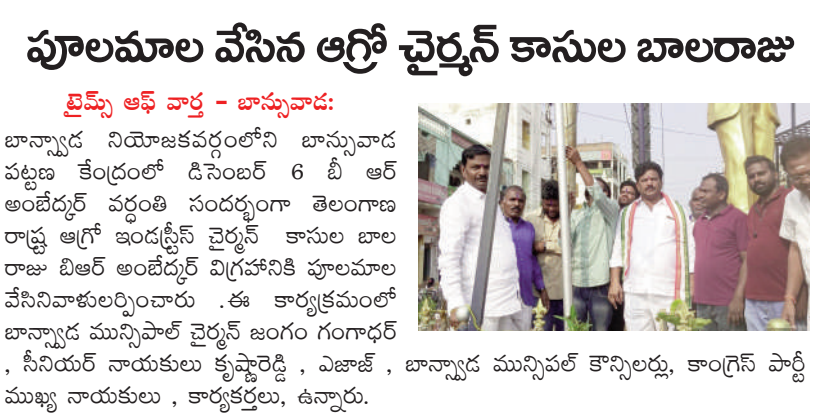 పూలమాల వేసిన ఆగ్రో చైర్మన్ కాసుల బాలరాజు
టైమ్స్ ఆఫ్ వార్త – బాన్సువాడ:
బాన్స్వాడ నియోజకవర్గంలోని బాన్సువాడ
పట్టణ కేంద్రంలో డిసెంబర్ 6 బీ ఆర్
అంబేద్కర్ వర్ధంతి సందర్భంగా తెలంగాణ
రాష్ట్ర ఆగ్రో ఇండస్ట్రీస్ చైర్మన్ కాసుల బాల
రాజు బిఆర్ అంబేద్కర్ విగ్రహానికి పూలమాల
వేసినివాళులర్పించారు .ఈ కార్యక్రమంలో
బాన్స్వాడ మున్సిపాల్ చైర్మన్ జంగం గంగాధర్
, సీనియర్ నాయకులు కృష్ణారెడ్డి , ఎజాజ్ , బాన్స్వాడ మున్సిపల్ కౌన్సిలర్లు, కాంగ్రెస్ పార్టీ
ముఖ్య నాయకులు , కార్యకర్తలు, ఉన్నారు.